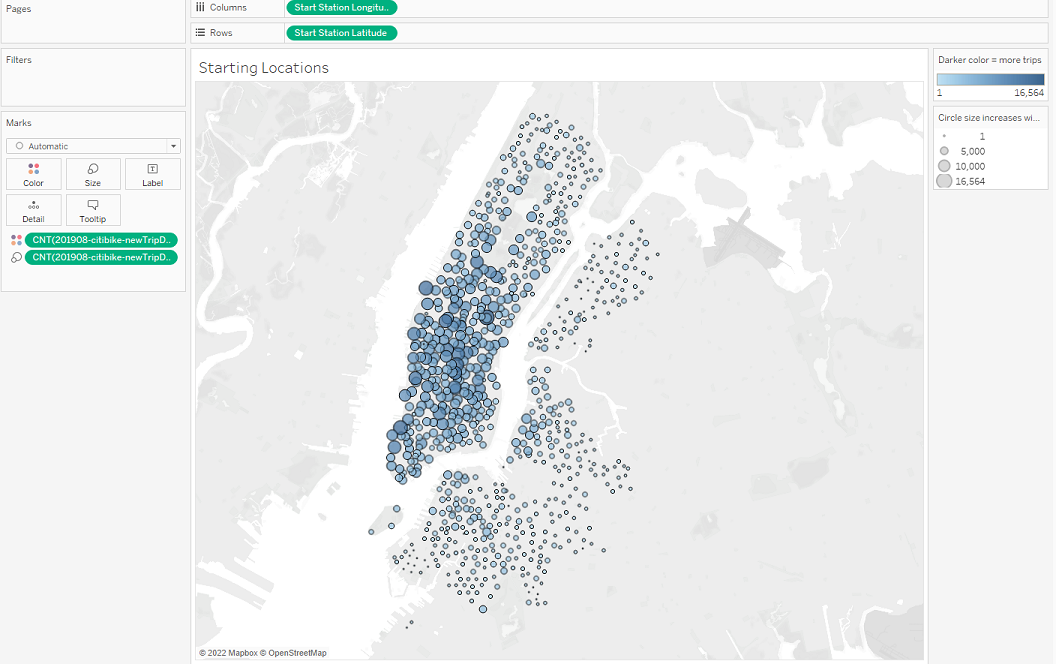 Pages
Columns
Start Station Longitu..
Rows
Start Station Latitude
Filters
Starting Locations
Darker color = more trips
1
16,564
Circle size increases wi...
1
5,000
10,000
16,564
Marks
Automatic
Color
Size
Label
Detail
Tooltip
CNT(201908-citibike-newTripD..
CNT(201908-citibike-newTripD..
© 2022 Mapbox © OpenStreetMap